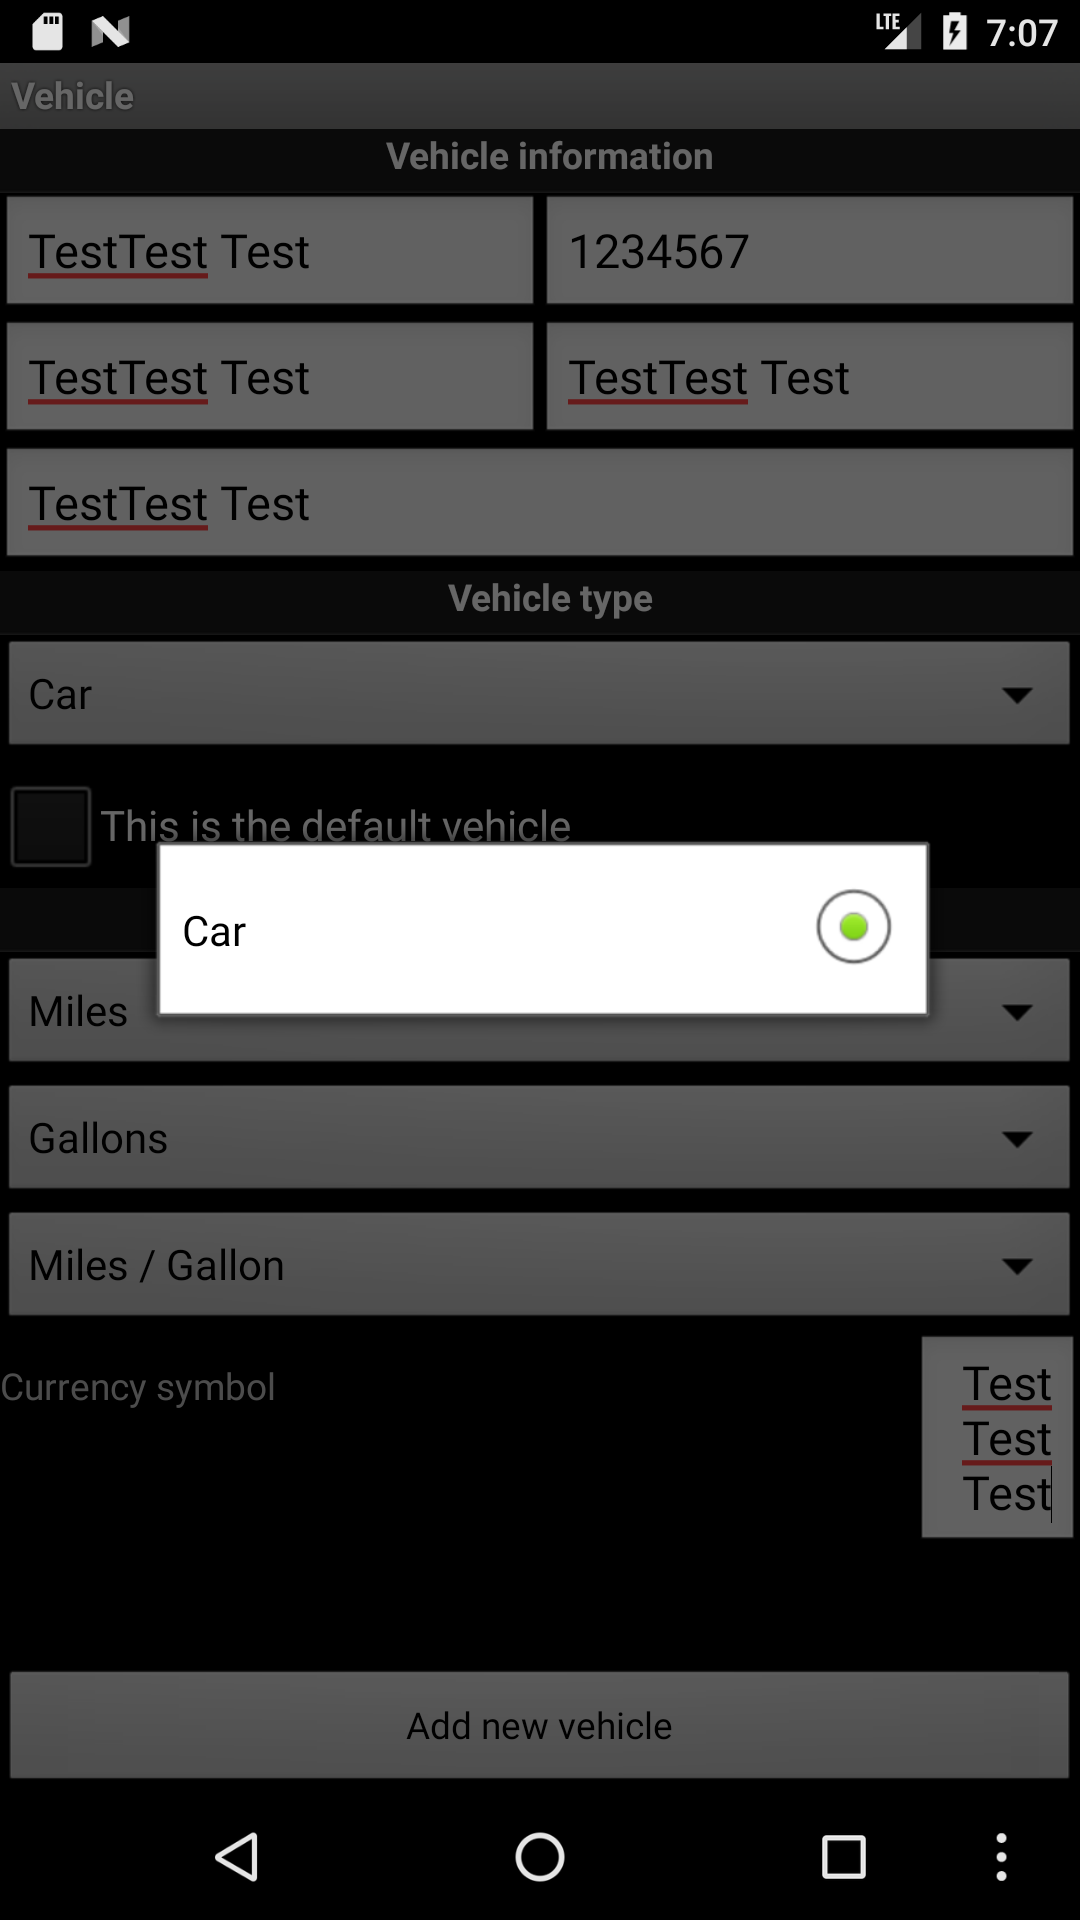 LTE 7:07
Vehicle
Vehicle information
TestTest Test 1234567
TestTest Test TestTest Test
TestTest Test
Vehicle type
Car
This is the default vehicle
Car
Miles
Gallons
Miles / Gallon
Currency symbol
Test
Test
Test
Add new vehicle